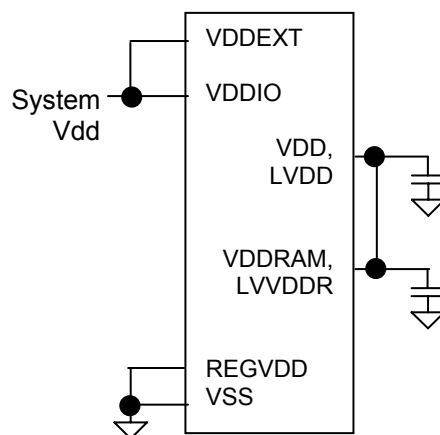 VDDEXT
System
Vdd
VDDIO
VDD,
LVDD
VDDRAM,
LVVDDR
REGVDD
VSS